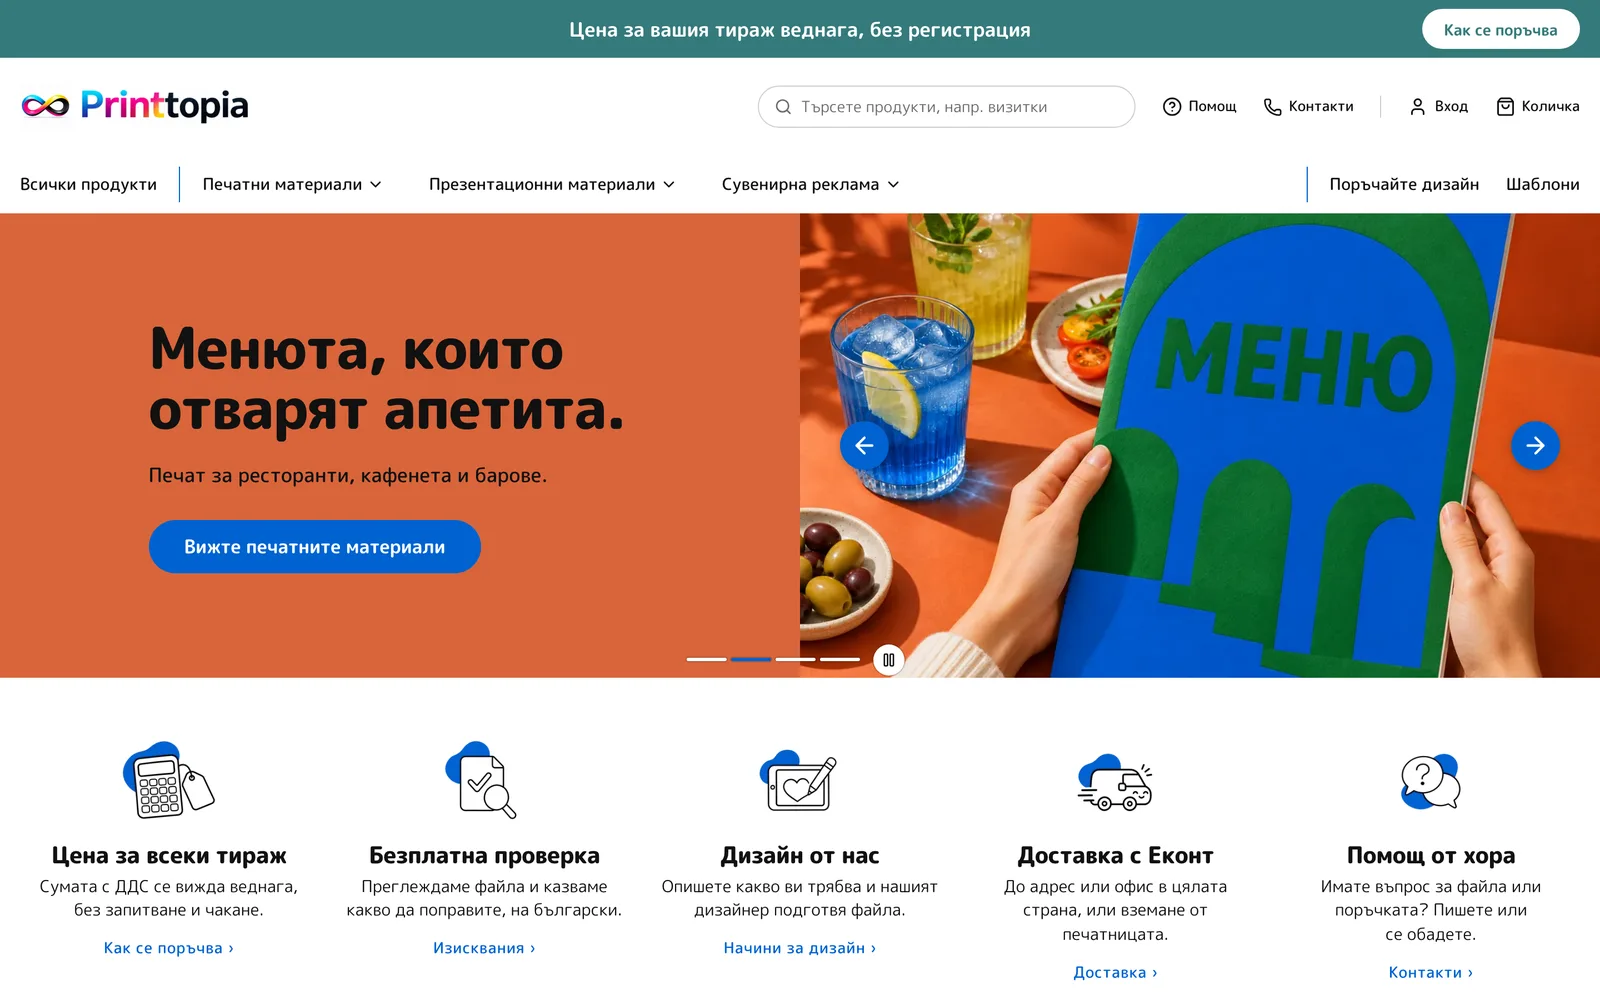 Цена за вашия тираж веднага, без регистрация
Как се поръчва
Printtopia
Търсете продукти, напр. визитки
Помощ
Контакти
Вход
Количка
Всички продукти
Печатни материали
Презентационни материали
Сувенирна реклама
Поръчайте дизайн
Шаблони
Менюта, които
отварят апетита.
Печат за ресторанти, кафенета и барове.
Вижте печатните материали
МЕНЮ
Цена за всеки тираж
Сумата с ДДС се вижда веднага,
без запитване и чакане.
Как се поръчва ›
Безплатна проверка
Преглеждаме файла и казваме
какво да поправите, на български.
Изисквания ›
Дизайн от нас
Опишете какво ви трябва и нашият
дизайнер подготвя файла.
Начини за дизайн ›
Доставка с Еконт
До адрес или офис в цялата
страна, или вземане от
печатницата.
Доставка ›
Помощ от хора
Имате въпрос за файла или
поръчката? Пишете или
се обадете.
Контакти ›